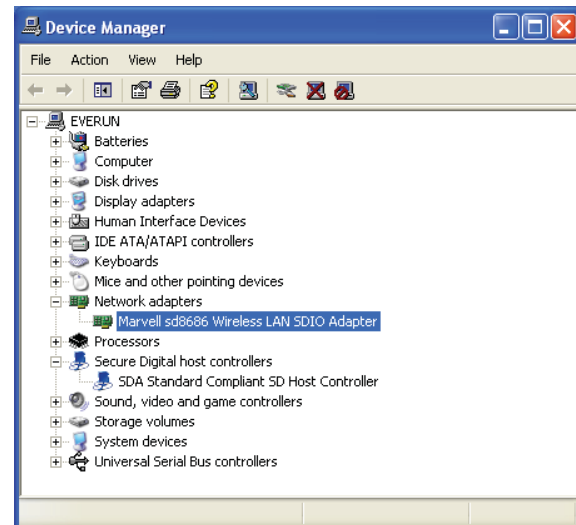 Device Manager
File Action View Help
EVERUN
Batteries
Computer
Disk drives
Display adapters
Human Interface Devices
IDE ATA/ATAPI controllers
Keyboards
Mice and other pointing devices
Network adapters
Marvell sd8686 Wireless LAN SDIO Adapter
Processors
Secure Digital host controllers
SDA Standard Compliant SD Host Controller
Sound, video and game controllers
Storage volumes
System devices
Universal Serial Bus controllers